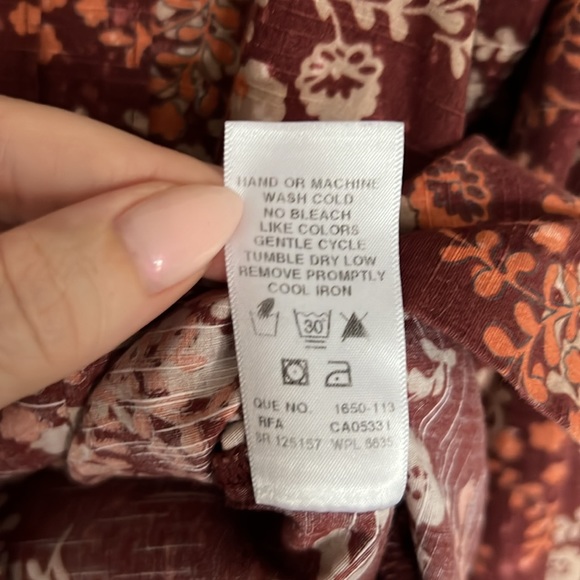 HAND OR MACHINE
WASH COLD
NO BLEACH
LIKE COLORS
GENTLE CYCLE
TUMBLE DRY LOW
REMOVE PROMPTLY
COOL IRON
30
QUE NO. 1650-113
RFA CA05331
SR 125157 WPL 5635